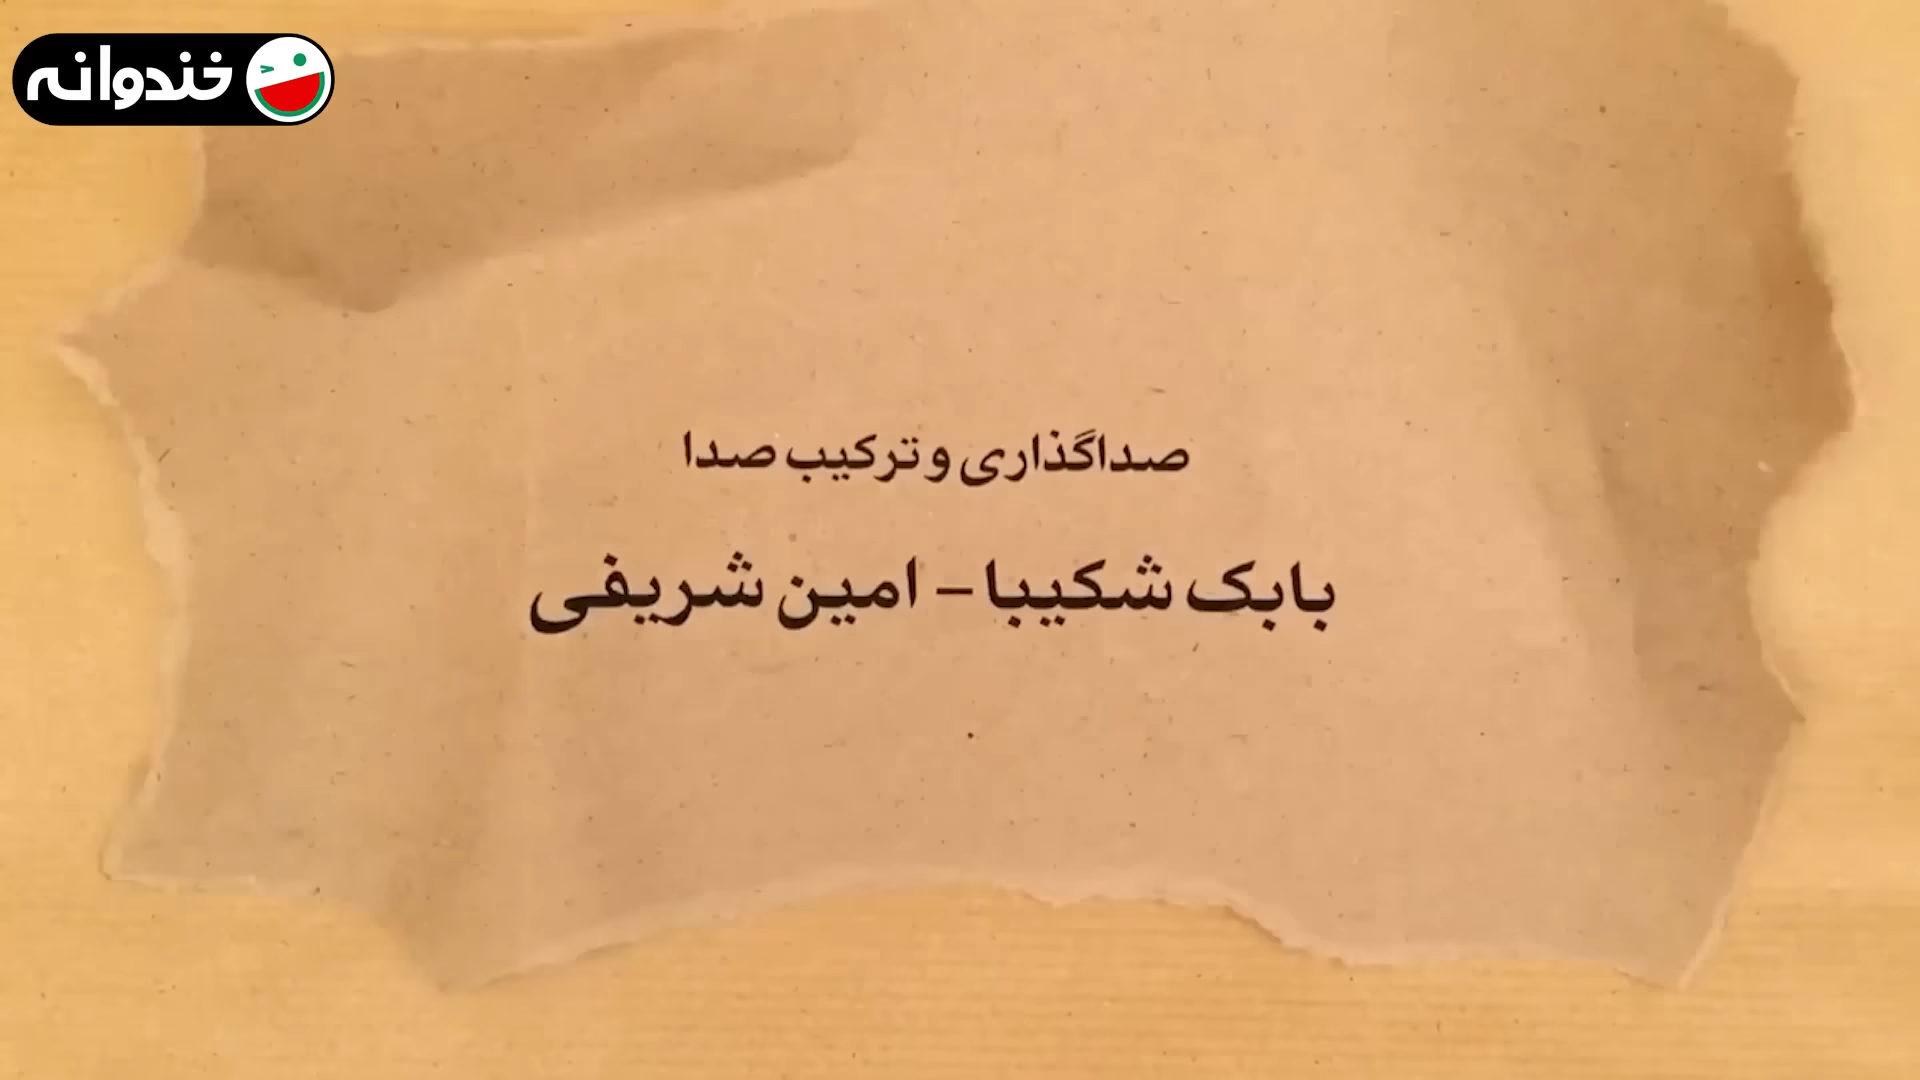 خندوانه
صداگذاری و ترکیب صدا
بابک شکیبا - امین شریفی